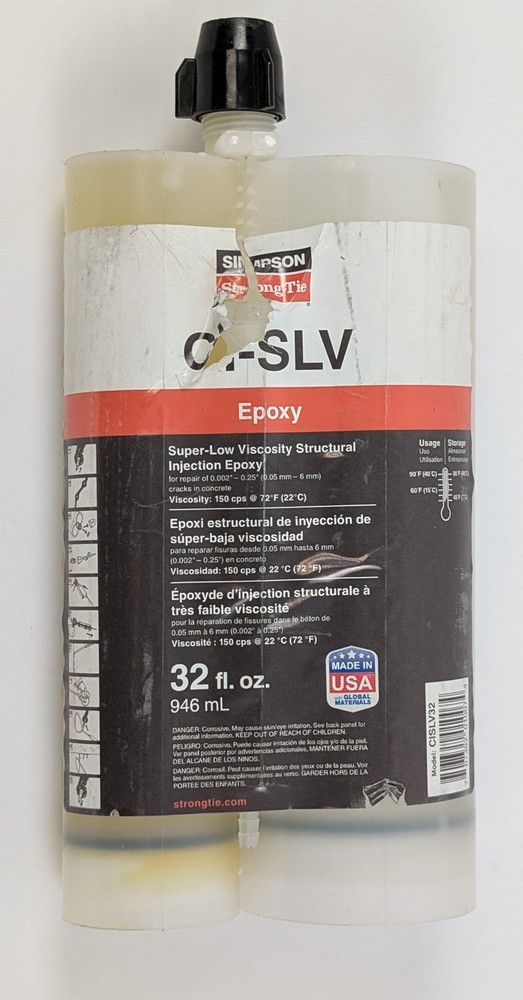 SIMPSON
Strong-Tie
CI-SLV
Epoxy
Super-Low Viscosity Structural
Injection Epoxy
for repair of 0.002" – 0.25" (0.05 mm – 6 mm)
cracks in concrete
Viscosity: 150 cps @ 72°F (22°C)
Usage
Uso
Utilisation
Storage
Almacenaje
90°F (40°C)
60°F (15°C)
Epoxi estructural de inyección de
súper-baja viscosidad
para reparar fisuras desde 0.05 mm hasta 6 mm
(0.002" – 0.25") en concreto
Viscosidad: 150 cps @ 22 °C (72 °F)
Époxyde d'injection structurale à
très faible viscosité
pour la réparation de fissures dans le béton de
0.05 mm à 6 mm (0.002" à 0.25")
Viscosité : 150 cps @ 22 °C (72 °F)
32 fl. oz.
946 mL
MADE IN
USA
with GLOBAL
MATERIALS
DANGER: Corrosive. May cause skin/eye irritation. See back panel for
additional information. KEEP OUT OF REACH OF CHILDREN.
PELIGRO: Corrosivo. Puede causar irritación de los ojos y/o de la piel.
Ver panel posterior por advertencias adicionales. MANTENER FUERA
DEL ALCANCE DE LOS NINOS.
DANGER: Corrosif. Peut causer l'irritation des yeux ou de la peau. Voir
les avertissements supplémentaires au verso. GARDER HORS DE LA
PORTEE DES ENFANTS.
strongtie.com
Model: CISLV32